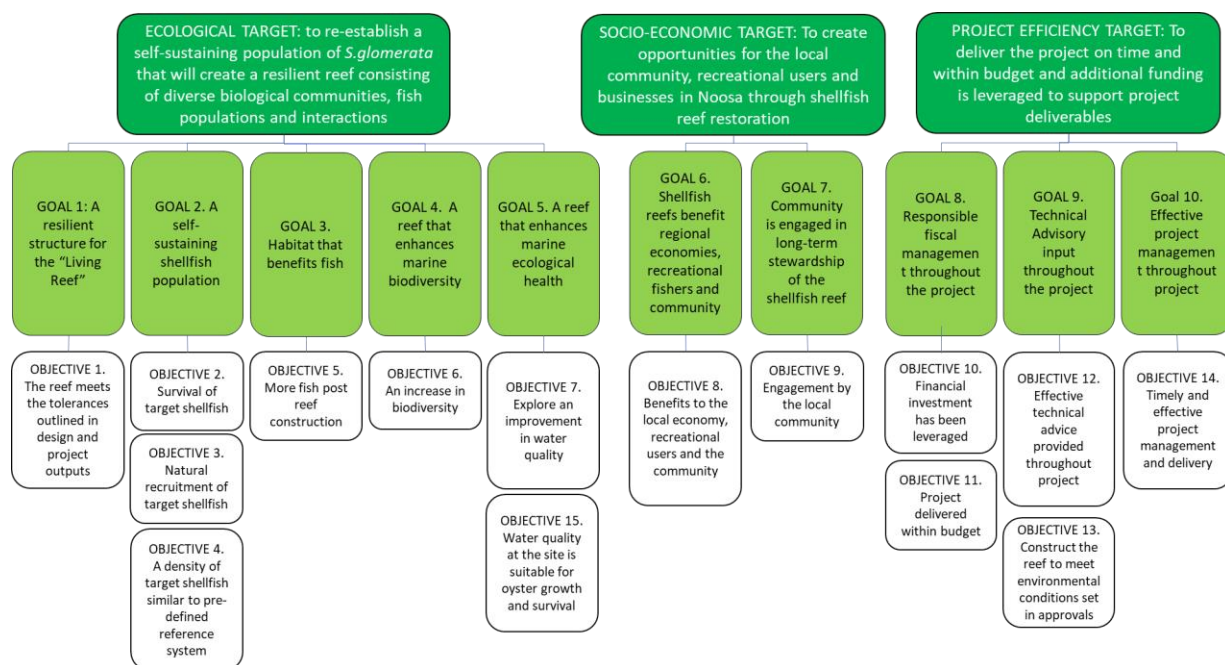 ECOLOGICAL TARGET: to re-establish a
self-sustaining population of S.glomerata
that will create a resilient reef consisting
of diverse biological communities, fish
populations and interactions
SOCIO-ECONOMIC TARGET: To
create opportunities for the local
community, recreational users and
businesses in Noosa through shellfish
reef restoration
PROJECT EFFICIENCY TARGET: To
deliver the project on time and
within budget and additional funding
is leveraged to support project
deliverables
GOAL 1: A
resilient
structure for
the “Living
Reef”
GOAL 2. A
self-
sustaining
shellfish
population
GOAL 3.
Habitat that
benefits fish
GOAL 4. A
reef that
enhances
marine
biodiversity
GOAL 5. A reef
that enhances
marine
ecological
health
GOAL 6.
Shellfish
reefs benefit
regional
economies,
recreational
fishers and
community
GOAL 7.
Community
is engaged in
long-term
stewardship
of the
shellfish reef
GOAL 8.
Responsible
fiscal
managemen
t throughout
the project
GOAL 9.
Technical
Advisory
input
throughout
the project
Goal 10.
Effective
project
managemen
t throughout
project
OBJECTIVE 1.
The reef meets
the tolerances
outlined in
design and
project
outputs
OBJECTIVE 2.
Survival of
target shellfish
OBJECTIVE 3.
Natural
recruitment of
target shellfish
OBJECTIVE 4.
A density of
target shellfish
similar to pre-
defined
reference
system
OBJECTIVE 5.
More fish post
reef
construction
OBJECTIVE 6.
An increase in
biodiversity
OBJECTIVE 7.
Explore an
improvement
in water
quality
OBJECTIVE 15.
Water quality
at the site is
suitable for
oyster growth
and survival
OBJECTIVE 8.
Benefits to the
local economy,
recreational
users and the
community
OBJECTIVE 9.
Engagement by
the local
community
OBJECTIVE 10.
Financial
investment
has been
leveraged
OBJECTIVE 11.
Project
delivered
within budget
OBJECTIVE 12.
Effective
technical
advice
provided
throughout
project
OBJECTIVE 13.
Construct the
reef to meet
environmental
conditions set
in approvals
OBJECTIVE 14.
Timely and
effective
project
management
and delivery